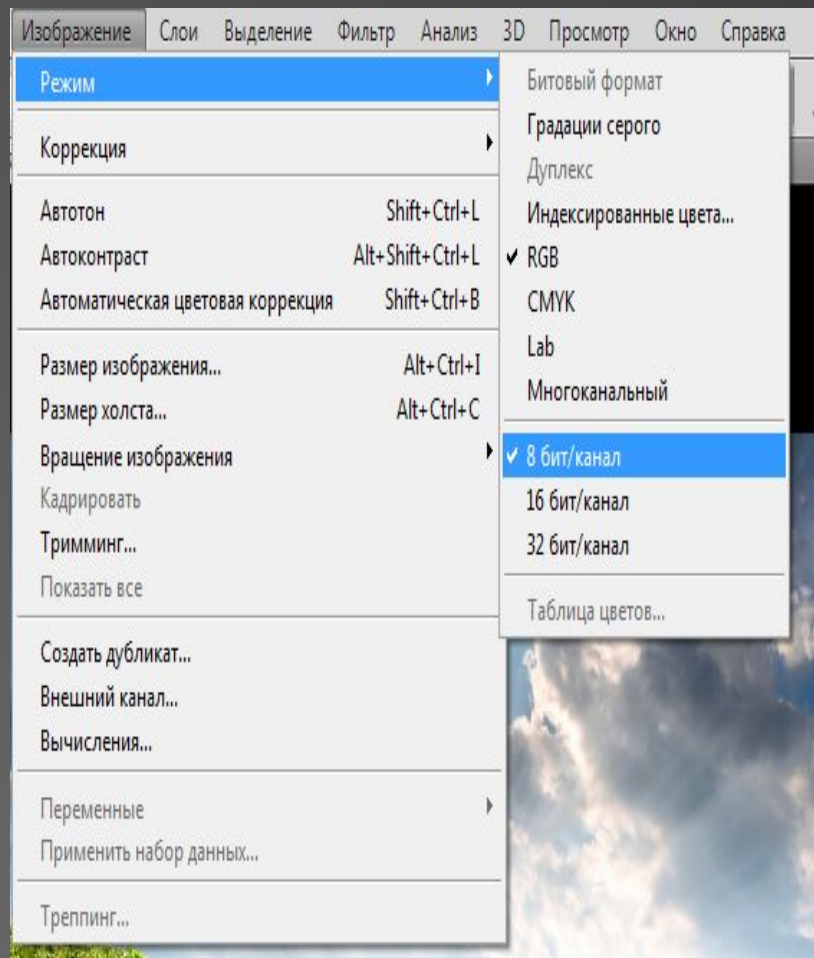 Изображение Слои Выделение Фильтр Анализ 3D Просмотр Окно Справка
Режим
Коррекция
Автотон Shift+Ctrl+L
Автоконтраст Alt+Shift+Ctrl+L
Автоматическая цветовая коррекция Shift+Ctrl+B
Размер изображения... Alt+Ctrl+I
Размер холста... Alt+Ctrl+C
Вращение изображения
Кадрировать
Тримминг...
Показать все
Создать дубликат...
Внешний канал...
Вычисления...
Переменные
Применить набор данных...
Треппинг...
Битовый формат
Градации серого
Дуплекс
Индексированные цвета...
RGB
CMYK
Lab
Многоканальный
8 бит/канал
16 бит/канал
32 бит/канал
Таблица цветов...